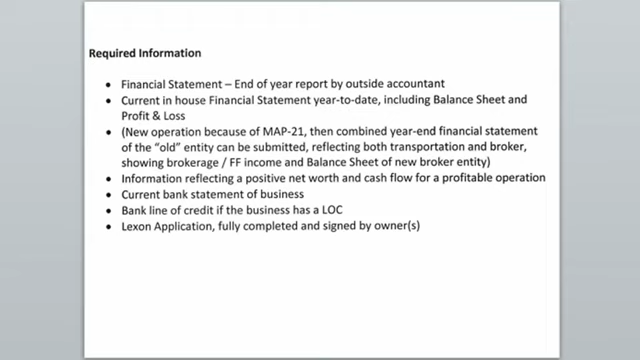 Required Information
• Financial Statement – End of year report by outside accountant
• Current in house Financial Statement year-to-date, including Balance Sheet and
Profit & Loss
• (New operation because of MAP-21, then combined year-end financial statement
of the "old" entity can be submitted, reflecting both transportation and broker,
showing brokerage / FF income and Balance Sheet of new broker entity)
• Information reflecting a positive net worth and cash flow for a profitable operation
• Current bank statement of business
• Bank line of credit if the business has a LOC
• Lexon Application, fully completed and signed by owner(s)